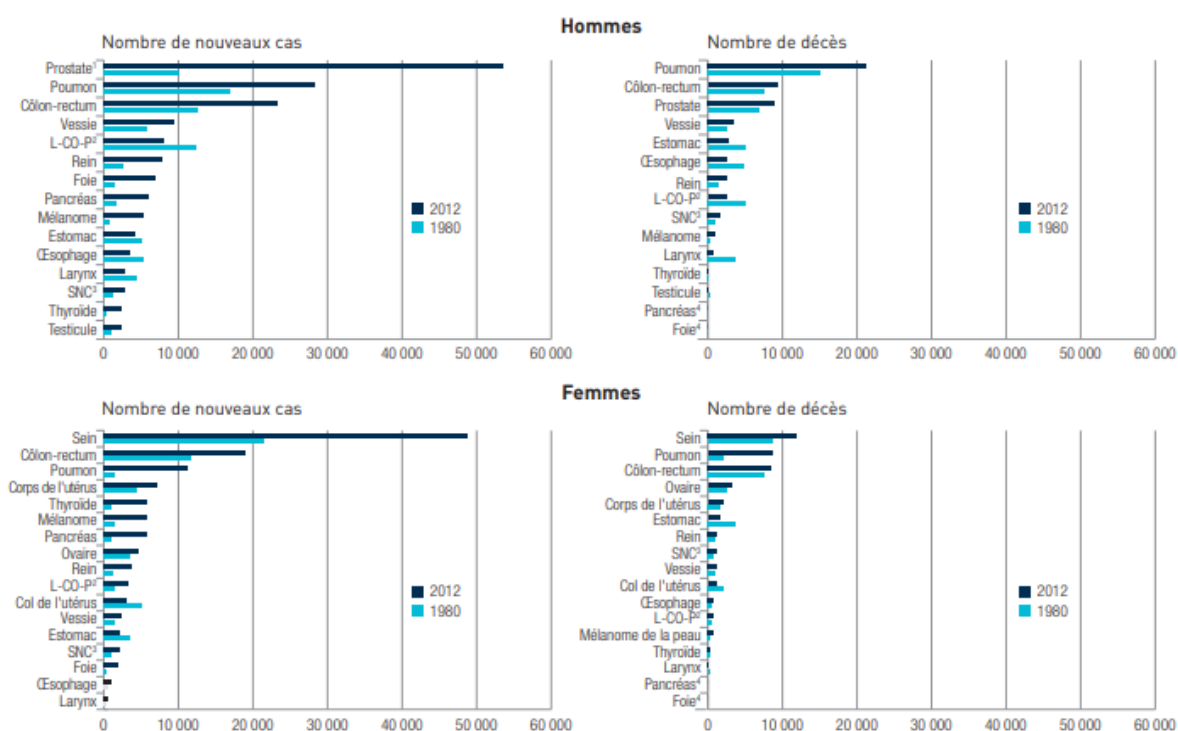 Hommes
Nombre de nouveaux cas
Prostate¹
Poumon
Côlon-rectum
Vessie
L-CO-P²
Rein
Foie
Pancréas
Mélanome
Estomac
Œsophage
Larynx
SNC³
Thyroïde
Testicule
2012
1980
0 10 000 20 000 30 000 40 000 50 000 60 000
Nombre de décès
Poumon
Côlon-rectum
Prostate
Vessie
Estomac
Œsophage
Rein
L-CO-P²
SNC³
Mélanome
Larynx
Thyroïde
Testicule
Pancréas⁴
Foie⁴
2012
1980
0 10 000 20 000 30 000 40 000 50 000 60 000
Femmes
Nombre de nouveaux cas
Sein
Côlon-rectum
Poumon
Corps de l'utérus
Thyroïde
Mélanome
Pancréas
Ovaire
Rein
L-CO-P²
Col de l'utérus
Vessie
Estomac
SNC³
Foie
Œsophage
Larynx
2012
1980
0 10 000 20 000 30 000 40 000 50 000 60 000
Nombre de décès
Sein
Poumon
Côlon-rectum
Ovaire
Corps de l'utérus
Estomac
Rein
SNC³
Vessie
Col de l'utérus
Œsophage
L-CO-P²
Mélanome de la peau
Thyroïde
Larynx
Pancréas⁴
Foie⁴
2012
1980
0 10 000 20 000 30 000 40 000 50 000 60 000